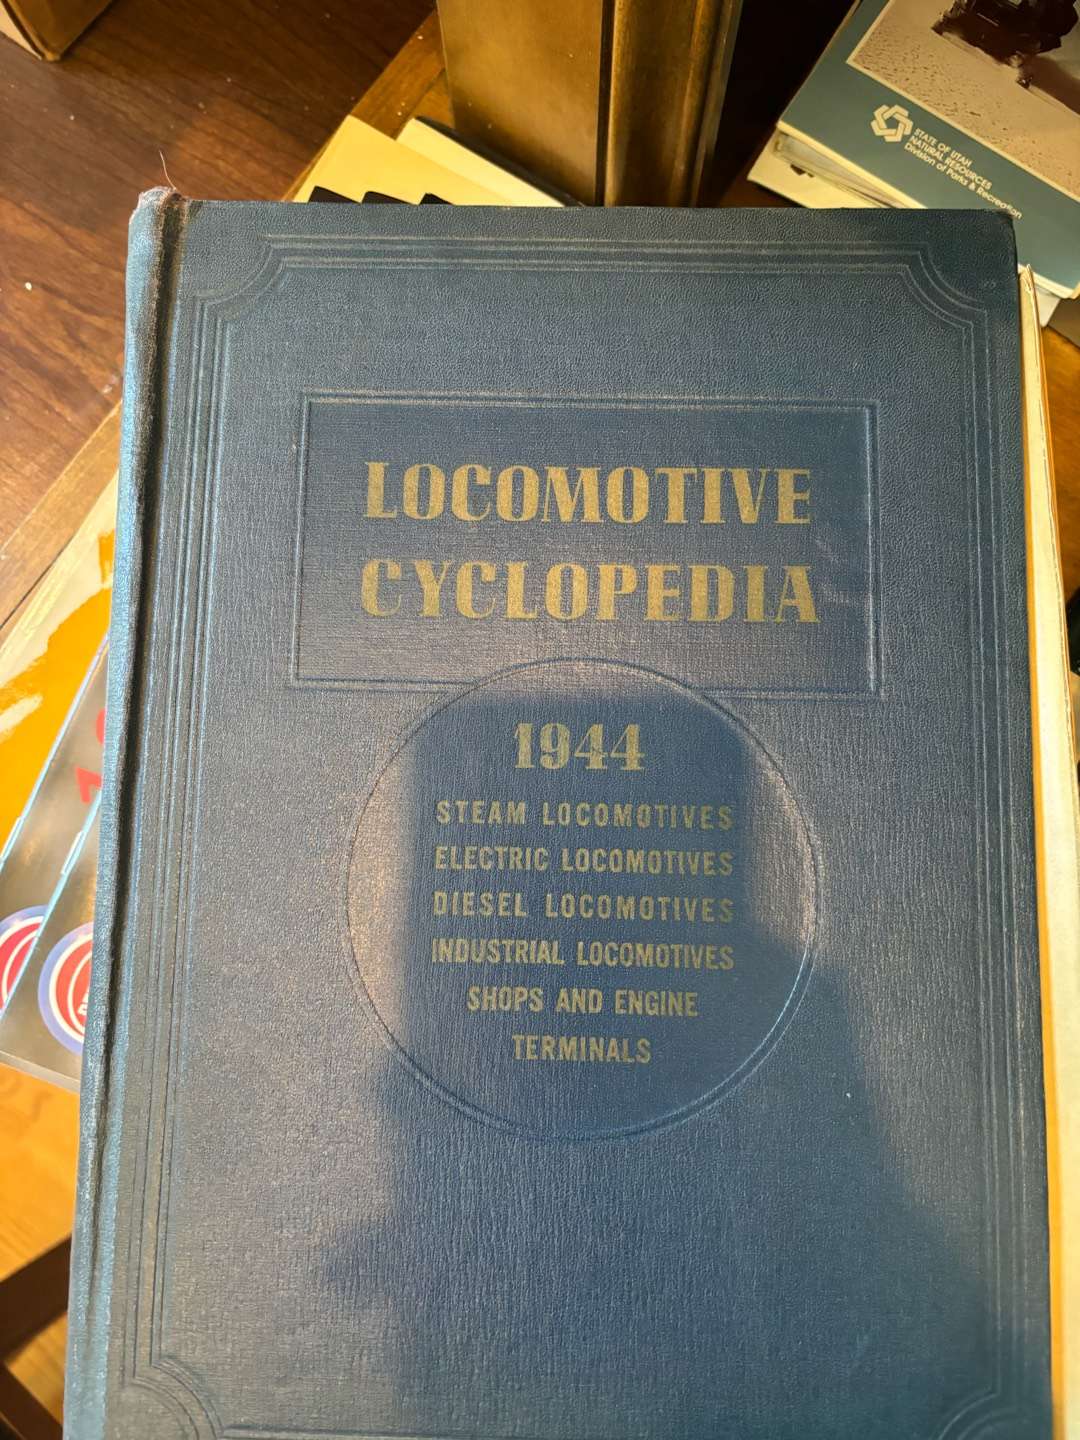 STATE OF UTAH
NATURAL RESOURCES
Division of Parks & Recreation
LOCOMOTIVE
CYCLOPEDIA
1944
STEAM LOCOMOTIVES
ELECTRIC LOCOMOTIVES
DIESEL LOCOMOTIVES
INDUSTRIAL LOCOMOTIVES
SHOPS AND ENGINE
TERMINALS